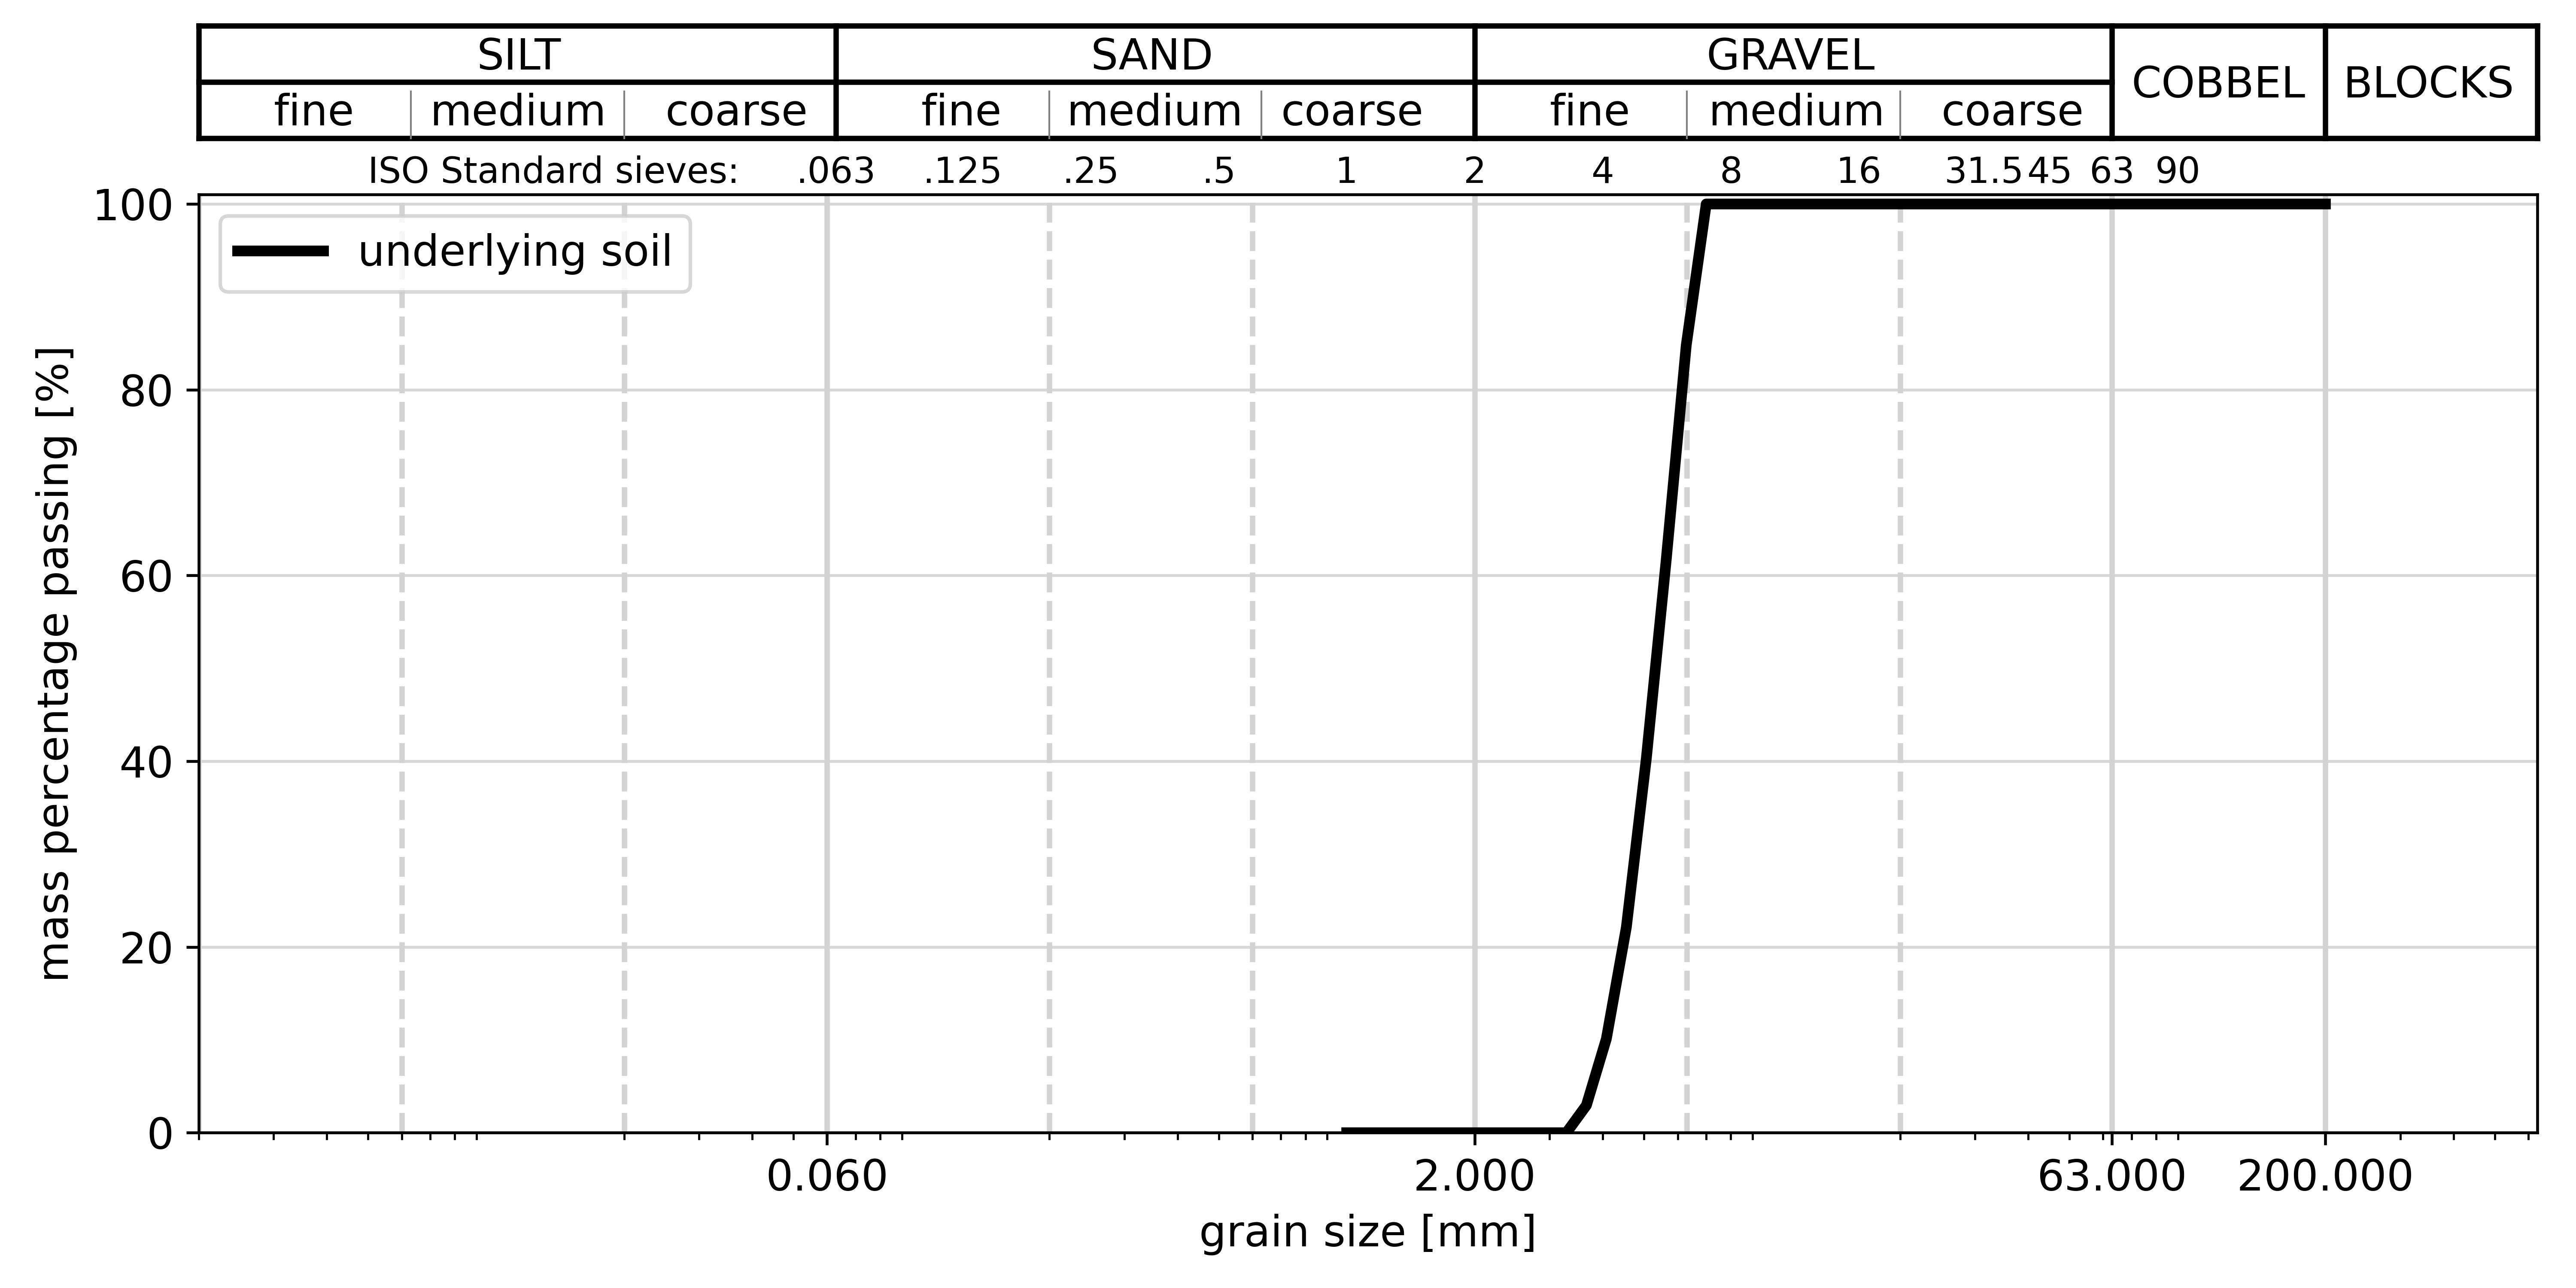 SILT SAND GRAVEL COBBEL BLOCKS
fine medium coarse fine medium coarse fine medium coarse
ISO Standard sieves: .063 .125 .25 .5 1 2 4 8 16 31.5 45 63 90
underlying soil
100
80
60
40
20
0
mass percentage passing [%]
0.060 2.000 63.000 200.000
grain size [mm]